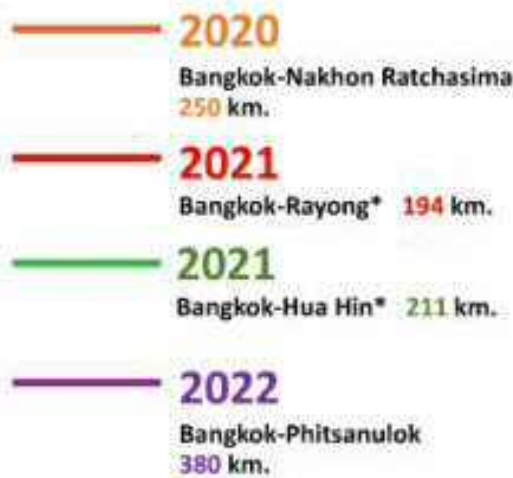 2020
Bangkok-Nakhon Ratchasima
250 km.
2021
Bangkok-Rayong* 194 km.
2021
Bangkok-Hua Hin* 211 km.
2022
Bangkok-Phitsanulok
380 km.